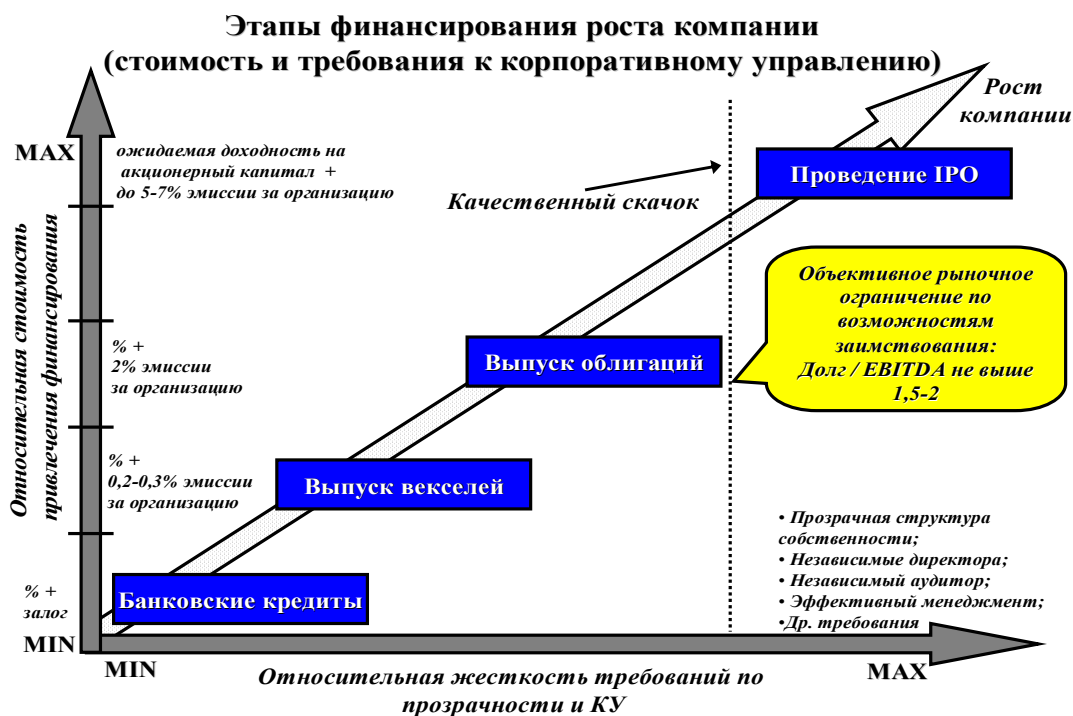 Этапы финансирования роста компании
(стоимость и требования к корпоративному управлению)
Рост
компании
MAX
ожидаемая доходность на
акционерный капитал +
до 5-7% эмиссии за организацию
Проведение IPO
Качественный скачок
Относительная стоимость
привлечения финансирования
Объективное рыночное
ограничение по
возможностям
заимствования:
Долг / EBITDA не выше
1,5-2
% +
2% эмиссии
за организацию
Выпуск облигаций
% +
0,2-0,3% эмиссии
за организацию
Выпуск векселей
• Прозрачная структура
собственности;
• Независимые директора;
• Независимый аудитор;
• Эффективный менеджмент;
•Др. требования
% +
залог
Банковские кредиты
MIN
MIN
MAX
Относительная жесткость требований по
прозрачности и КУ